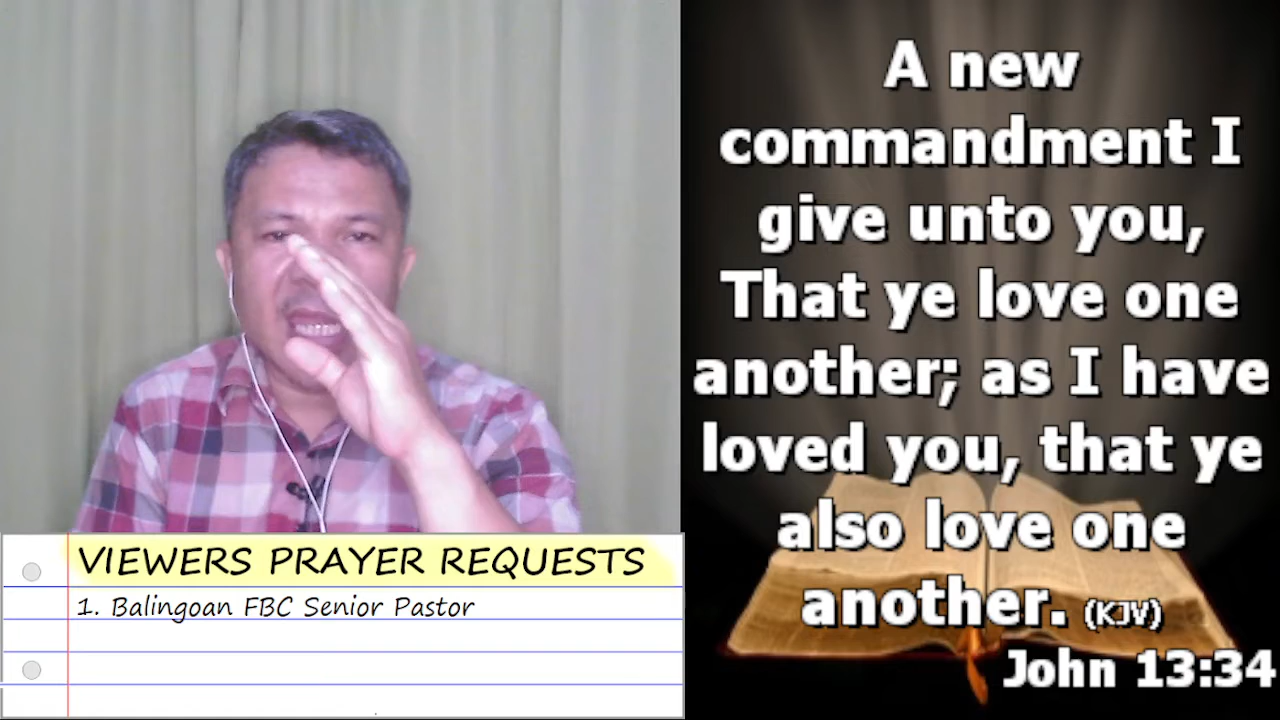 VIEWERS PRAYER REQUESTS
1. Balingoan FBC Senior Pastor
A new
commandment I
give unto you,
That ye love one
another; as I have
loved you, that ye
also love one
another. (KJV)
John 13:34